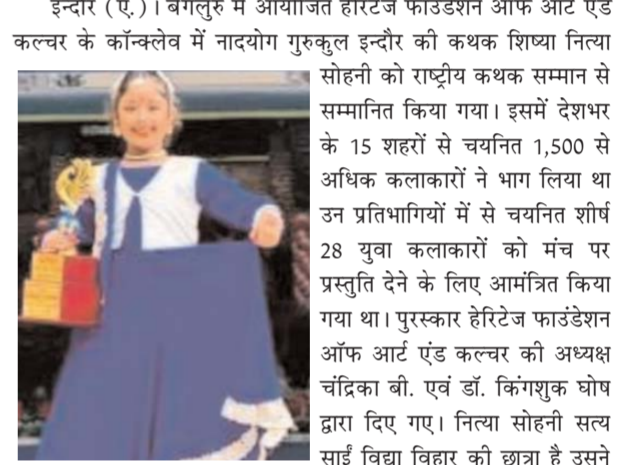 इन्दौर (ए.)। बेंगलुरु में आयोजित हेरिटेज फाउंडेशन ऑफ आर्ट एंड
कल्चर के कॉन्क्लेव में नादयोग गुरुकुल इन्दौर की कथक शिष्या नित्या
सोहनी को राष्ट्रीय कथक सम्मान से
सम्मानित किया गया। इसमें देशभर
के 15 शहरों से चयनित 1,500 से
अधिक कलाकारों ने भाग लिया था
उन प्रतिभागियों में से चयनित शीर्ष
28 युवा कलाकारों को मंच पर
प्रस्तुति देने के लिए आमंत्रित किया
गया था। पुरस्कार हेरिटेज फाउंडेशन
ऑफ आर्ट एंड कल्चर की अध्यक्ष
चंद्रिका बी. एवं डॉ. किंगशुक घोष
द्वारा दिए गए। नित्या सोहनी सत्य
साईं विद्या विहार की छात्रा है उसने